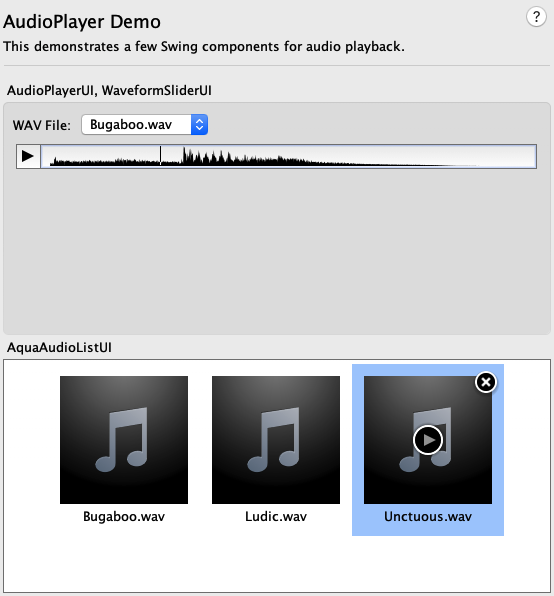 AudioPlayer Demo
?
This demonstrates a few Swing components for audio playback.
AudioPlayerUI, WaveformSliderUI
WAV File: Bugaboo.wav
AquaAudioListUI
Bugaboo.wav Ludic.wav Unctuous.wav